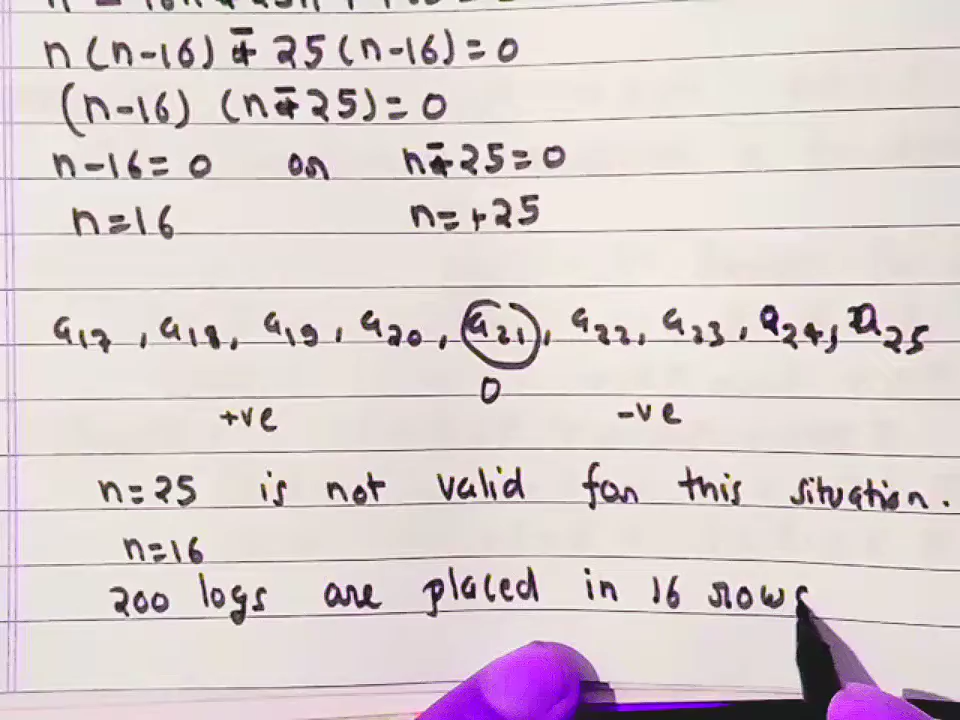 n(n-16) - 25(n-16)=0
(n-16) (n-25)=0
n-16=0 or n-25=0
n=16 n=+25
a17, a18, a19, a20, a21, a22, a23, a24, a25
0
+ve -ve
n=25 is not valid for this situation.
n=16
200 logs are placed in 16 rows